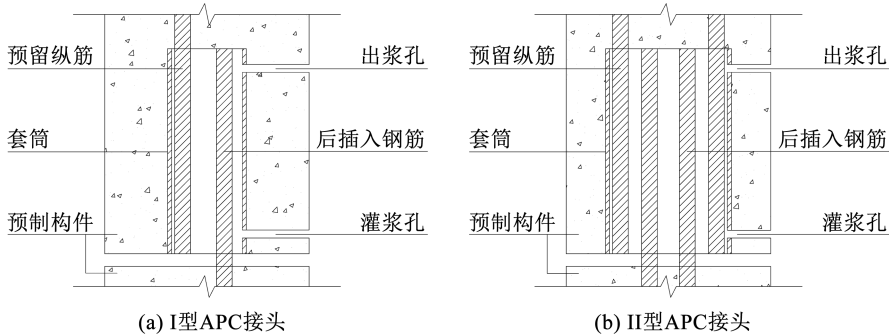 预留纵筋
出浆孔
套筒
后插入钢筋
预制构件
灌浆孔
(a) I型APC接头
预留纵筋
出浆孔
套筒
后插入钢筋
预制构件
灌浆孔
(b) II型APC接头